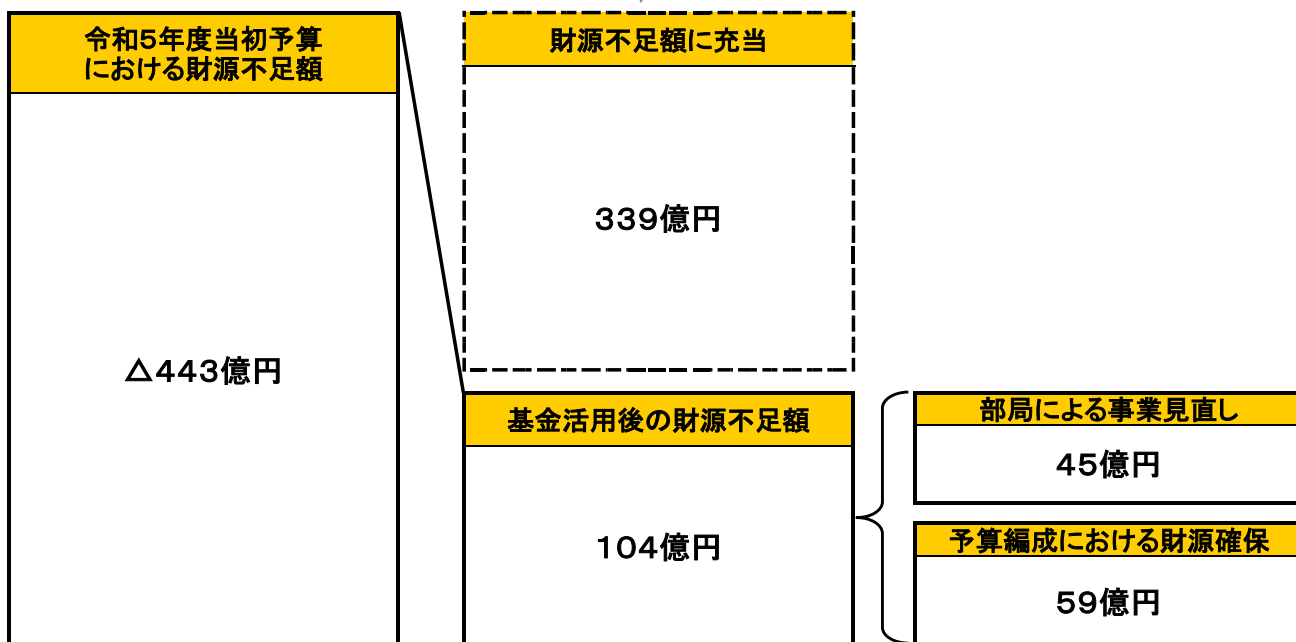 令和5年度当初予算
における財源不足額
△443億円
財源不足額に充当
339億円
基金活用後の財源不足額
104億円
部局による事業見直し
45億円
予算編成における財源確保
59億円